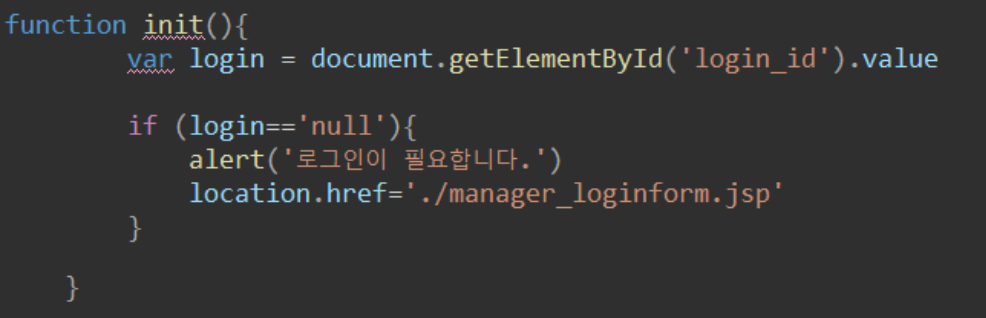 function init(){
var login = document.getElementById('login_id').value
if (login=='null'){
alert('로그인이 필요합니다.')
location.href='./manager_loginform.jsp'
}
}